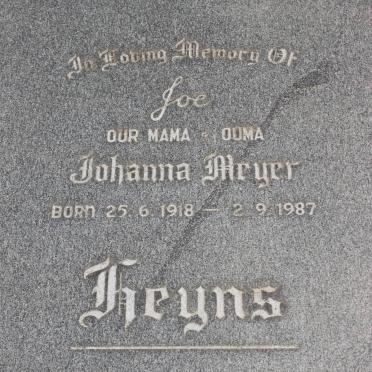 In Loving Memory Of
Joe
OUR MAMA & OUMA
Johanna Meyer
BORN 25.6.1918 — 2.9.1987
Heyns